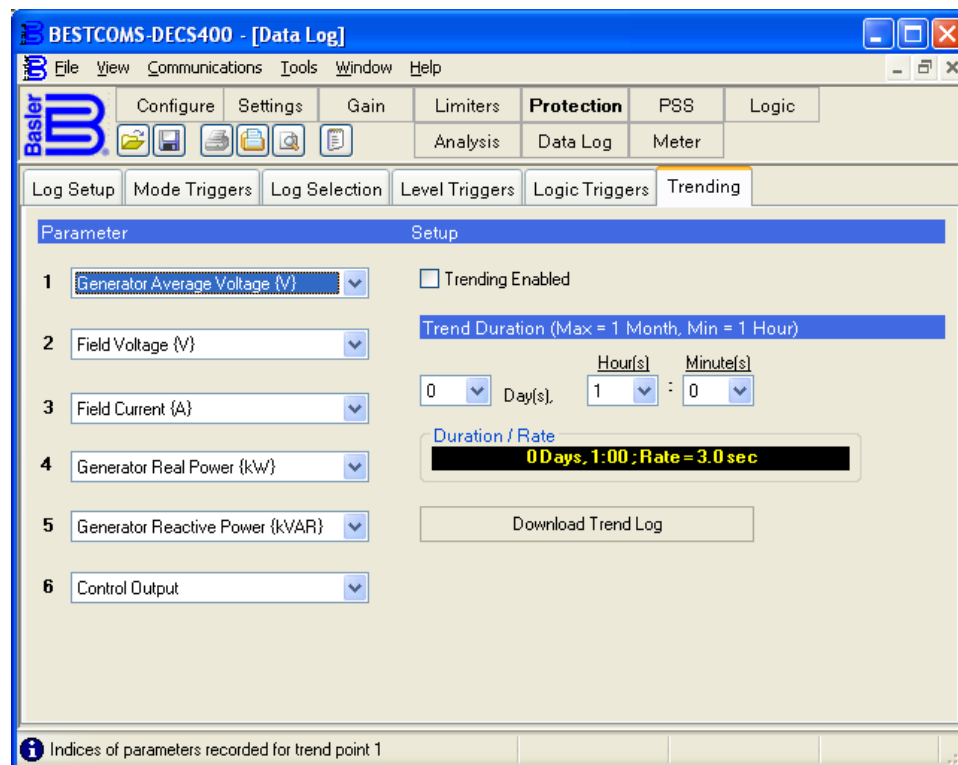 BESTCOMS-DECS400 - [Data Log]
File View Communications Tools Window Help
Basler
Configure Settings Gain Limiters Protection PSS Logic
Analysis Data Log Meter
Log Setup Mode Triggers Log Selection Level Triggers Logic Triggers Trending
Parameter Setup
1 Generator Average Voltage {V} Trending Enabled
Trend Duration (Max = 1 Month, Min = 1 Hour)
2 Field Voltage {V}
Hour(s) Minute(s)
0 Day(s), 1 : 0
3 Field Current {A}
Duration / Rate
0 Days, 1:00 ; Rate = 3.0 sec
4 Generator Real Power {kW}
5 Generator Reactive Power {kVAR} Download Trend Log
6 Control Output
Indices of parameters recorded for trend point 1